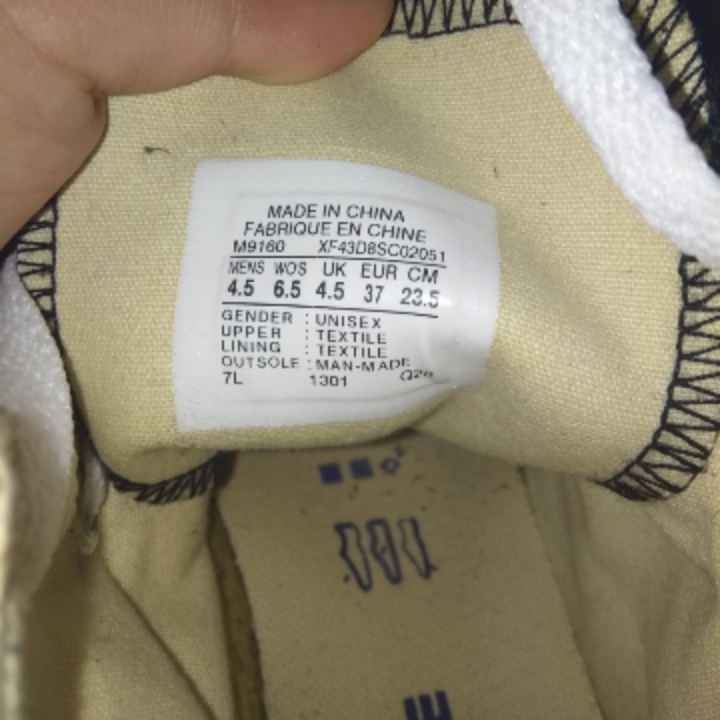 MADE IN CHINA
FABRIQUE EN CHINE
M9160 XF43D8SC02051
MENS WOS UK EUR CM
4.5 6.5 4.5 37 23.5
GENDER : UNISEX
UPPER : TEXTILE
LINING : TEXTILE
OUTSOLE : MAN-MADE
7L 1301